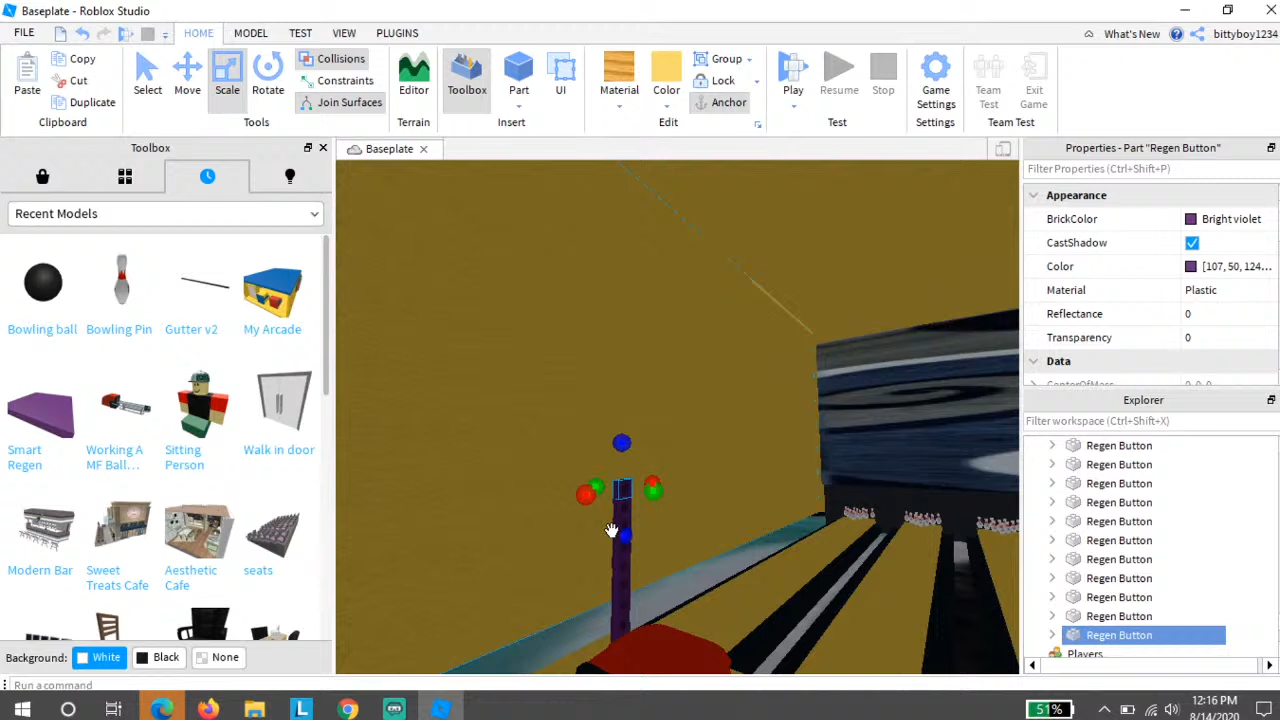 Baseplate - Roblox Studio
FILE HOME MODEL TEST VIEW PLUGINS What's New bittyboy1234
Paste Copy Cut Duplicate Clipboard
Select Move Scale Rotate Collisions Constraints Join Surfaces Tools
Editor Terrain
Toolbox Part UI Insert
Material Color Group Lock Anchor Edit
Play Resume Stop Test
Game Settings Settings
Team Test Exit Game Team Test
Toolbox
Baseplate
Properties - Part "Regen Button"
Filter Properties (Ctrl+Shift+P)
Recent Models
Appearance
BrickColor Bright violet
CastShadow
Color [107, 50, 124...
Material Plastic
Reflectance 0
Transparency 0
Data
CenterOfMass 0, 0, 0
Bowling ball Bowling Pin Gutter v2 My Arcade
Smart Regen
Working A MF Ball...
Sitting Person
Walk in door
Modern Bar
Sweet Treats Cafe
Aesthetic Cafe
seats
Explorer
Filter workspace (Ctrl+Shift+X)
Regen Button
Regen Button
Regen Button
Regen Button
Regen Button
Regen Button
Regen Button
Regen Button
Regen Button
Regen Button
Regen Button
Players
Background: White Black None
Run a command
L
51%
12:16 PM
8/14/2020